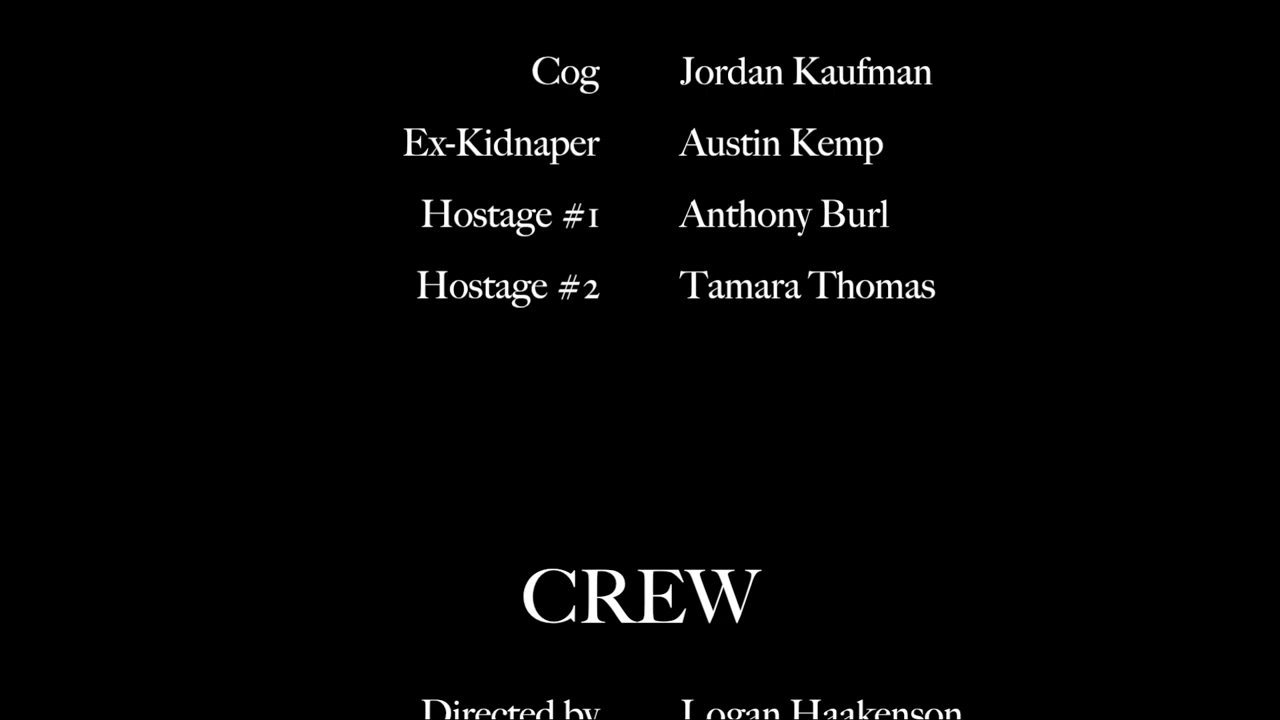 Cog Jordan Kaufman
Ex-Kidnaper Austin Kemp
Hostage #1 Anthony Burl
Hostage #2 Tamara Thomas
CREW
Directed by Logan Haakenson